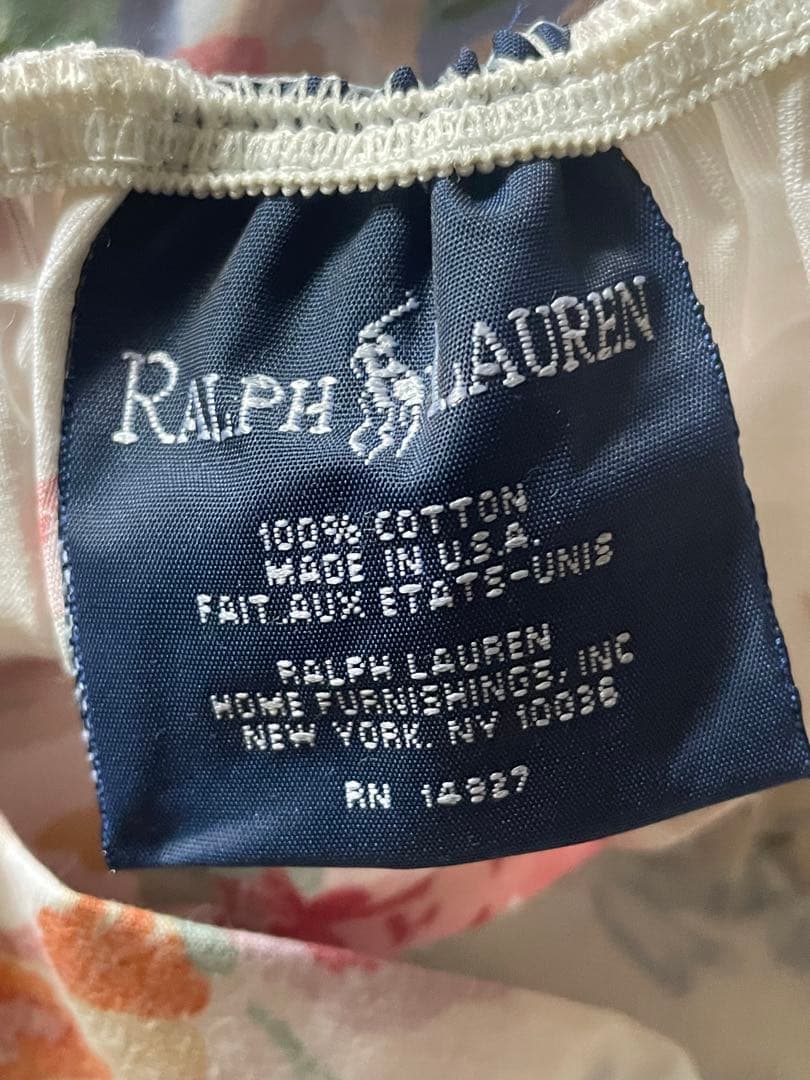 RALPH LAUREN
100% COTTON
MADE IN U.S.A.
FAIT AUX ETATS-UNIS
RALPH LAUREN
HOME FURNISHINGS, INC
NEW YORK, NY 10036
RN 14927